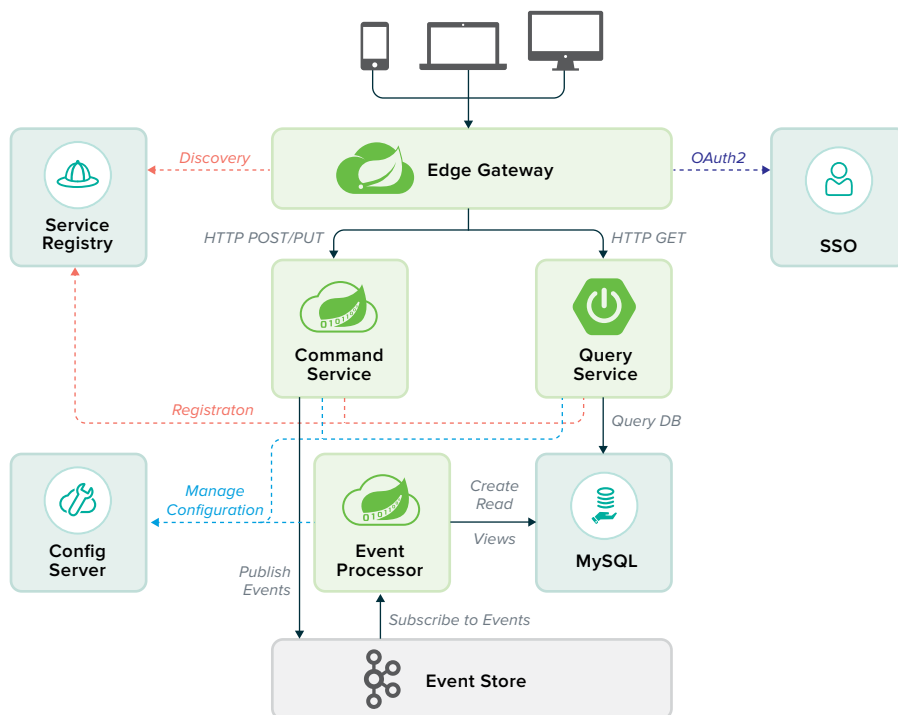 Discovery
Edge Gateway
OAuth2
Service
Registry
SSO
HTTP POST/PUT
HTTP GET
Command
Service
Query
Service
Registraton
Query DB
Manage
Configuration
Create
Read
Views
Config
Server
Event
Processor
MySQL
Publish
Events
Subscribe to Events
Event Store